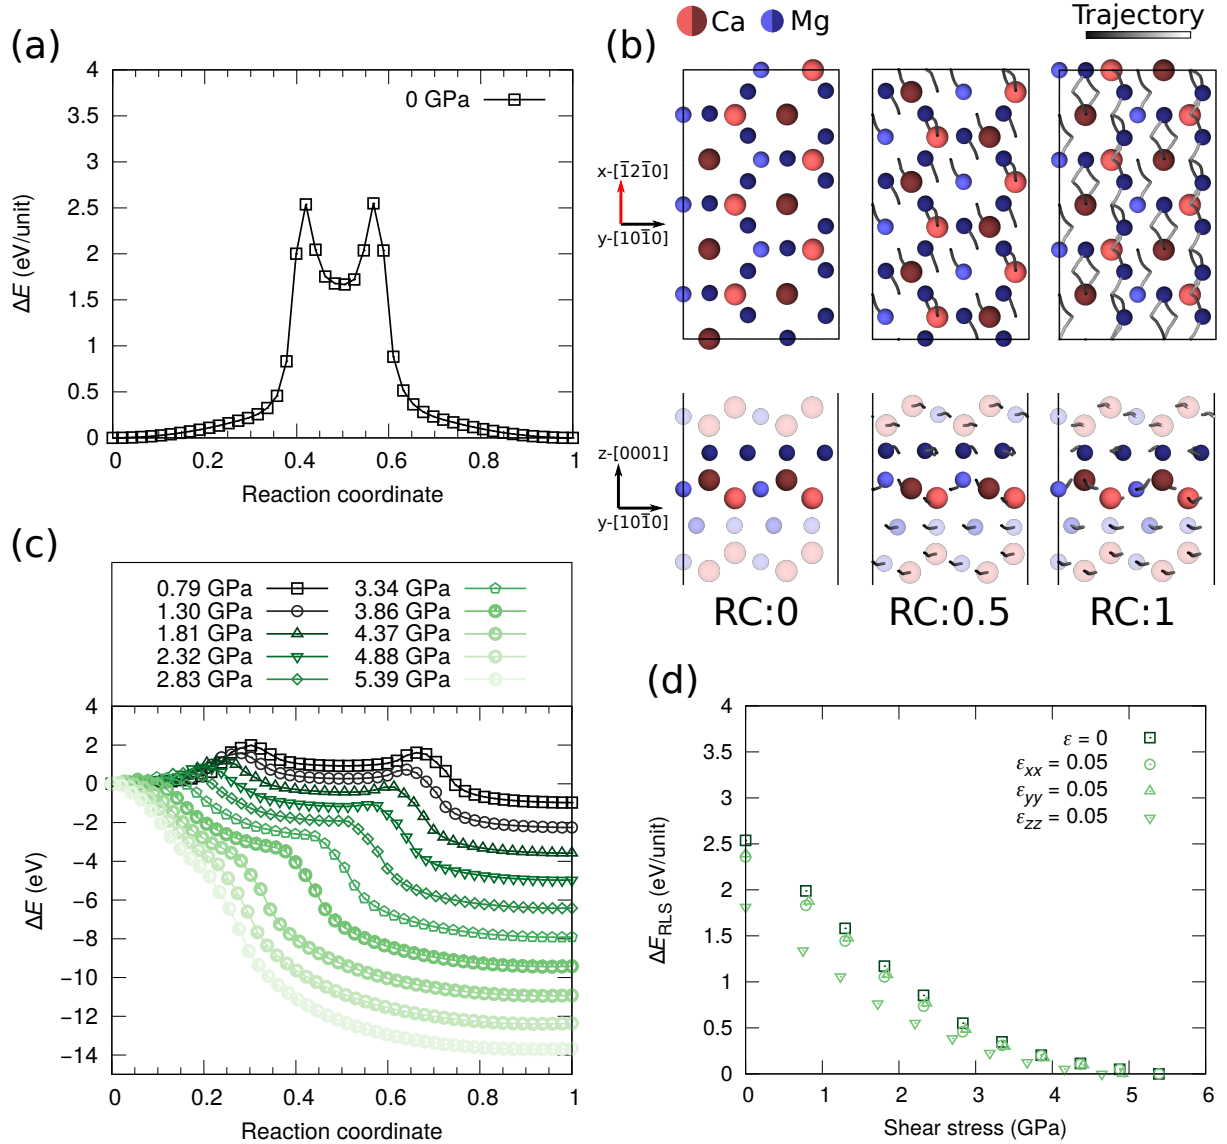 (a)
4
3.5
3
2.5
2
1.5
1
0.5
0
ΔE (eV/unit)
0 GPa
0 0.2 0.4 0.6 0.8 1
Reaction coordinate
(b)
Ca Mg
Trajectory
x-[1̅21̅0]
y-[101̅0]
z-[0001]
y-[101̅0]
RC:0 RC:0.5 RC:1
(c)
0.79 GPa 3.34 GPa
1.30 GPa 3.86 GPa
1.81 GPa 4.37 GPa
2.32 GPa 4.88 GPa
2.83 GPa 5.39 GPa
4
2
0
−2
−4
−6
−8
−10
−12
−14
ΔE (eV)
0 0.2 0.4 0.6 0.8 1
Reaction coordinate
(d)
4
3.5
3
2.5
2
1.5
1
0.5
0
ΔE_RLS (eV/unit)
ε = 0
ε_xx = 0.05
ε_yy = 0.05
ε_zz = 0.05
0 1 2 3 4 5 6
Shear stress (GPa)